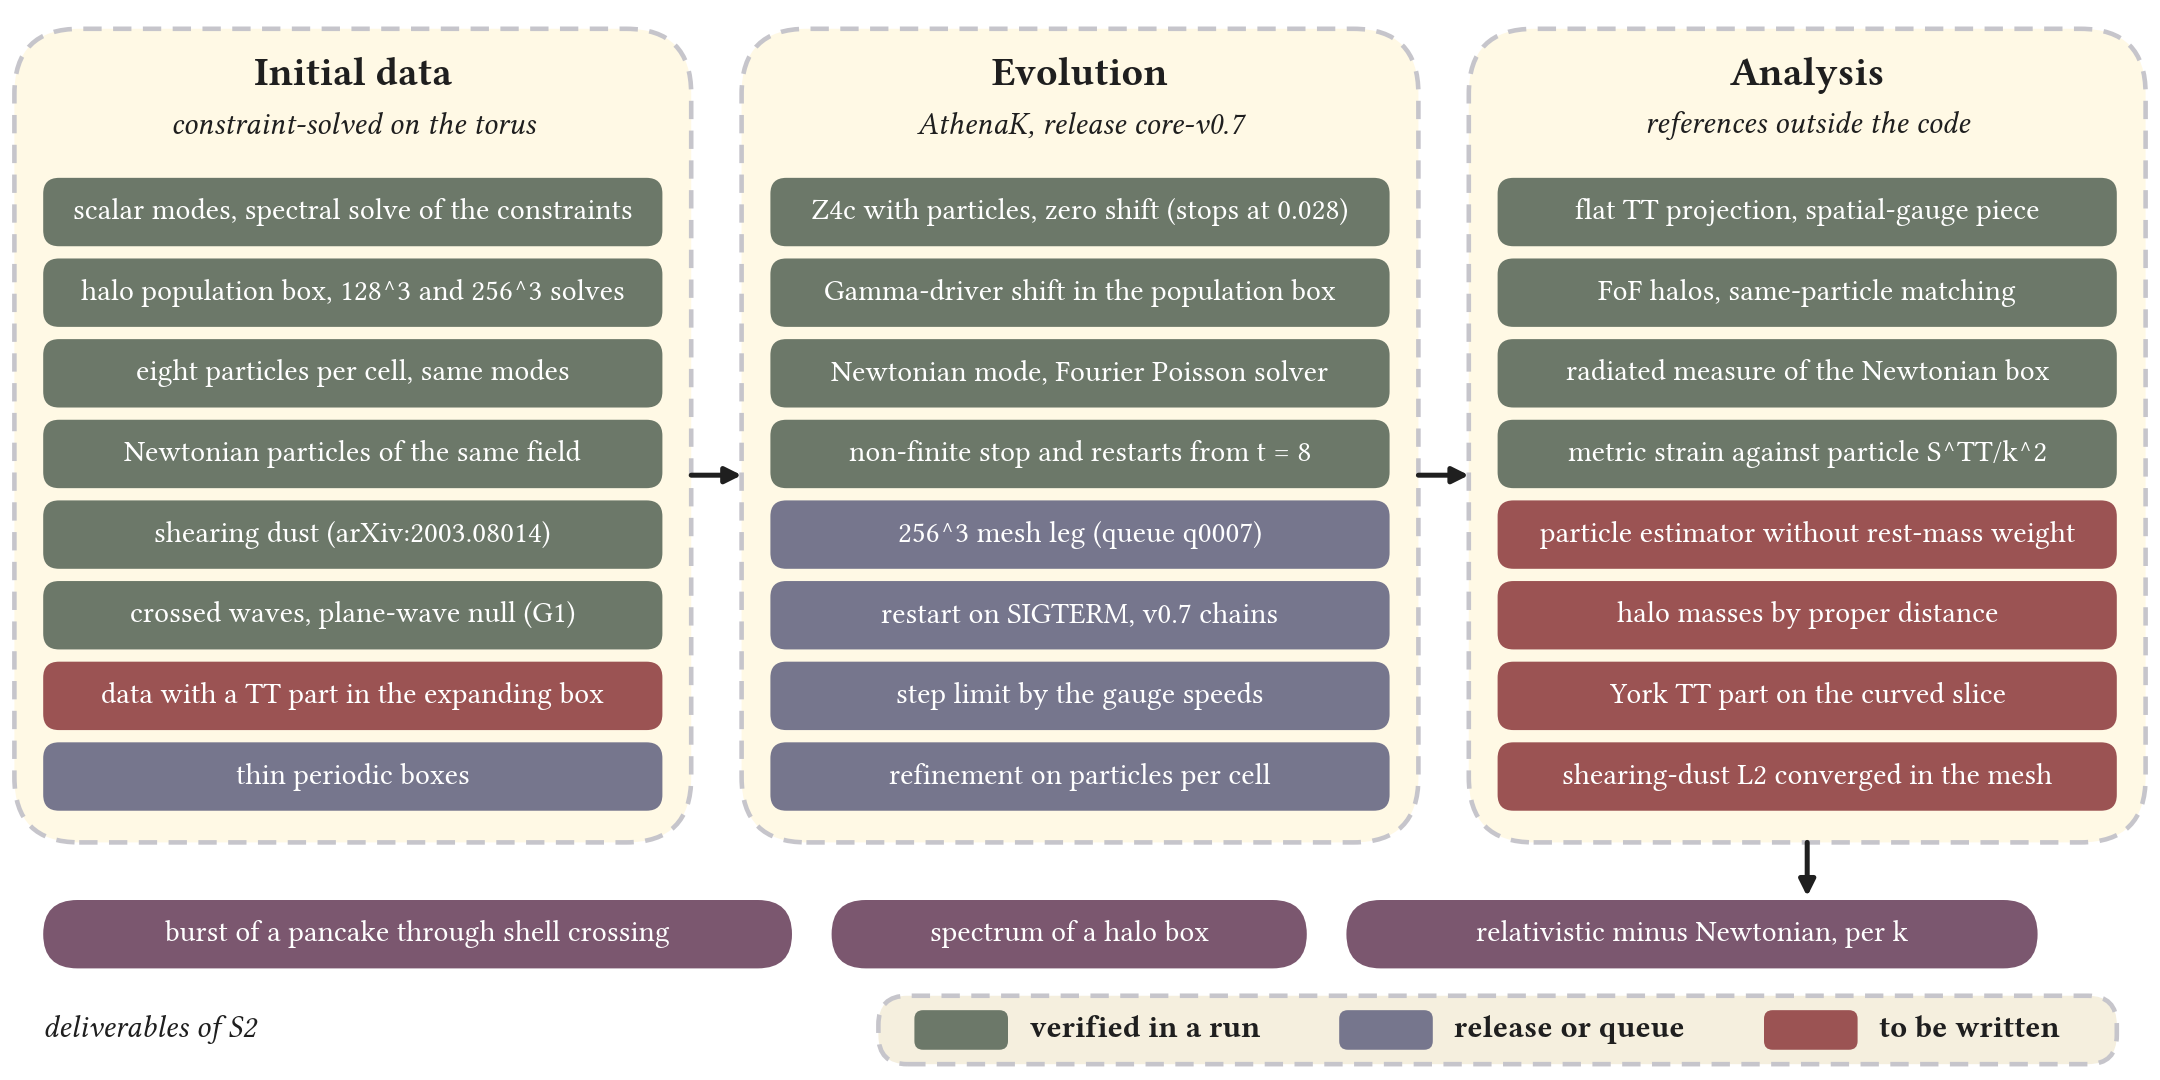 Initial data
constraint-solved on the torus
scalar modes, spectral solve of the constraints
halo population box, 128^3 and 256^3 solves
eight particles per cell, same modes
Newtonian particles of the same field
shearing dust (arXiv:2003.08014)
crossed waves, plane-wave null (G1)
data with a TT part in the expanding box
thin periodic boxes
Evolution
AthenaK, release core-v0.7
Z4c with particles, zero shift (stops at 0.028)
Gamma-driver shift in the population box
Newtonian mode, Fourier Poisson solver
non-finite stop and restarts from t = 8
256^3 mesh leg (queue q0007)
restart on SIGTERM, v0.7 chains
step limit by the gauge speeds
refinement on particles per cell
Analysis
references outside the code
flat TT projection, spatial-gauge piece
FoF halos, same-particle matching
radiated measure of the Newtonian box
metric strain against particle S^TT/k^2
particle estimator without rest-mass weight
halo masses by proper distance
York TT part on the curved slice
shearing-dust L2 converged in the mesh
burst of a pancake through shell crossing
spectrum of a halo box
relativistic minus Newtonian, per k
deliverables of S2
verified in a run
release or queue
to be written